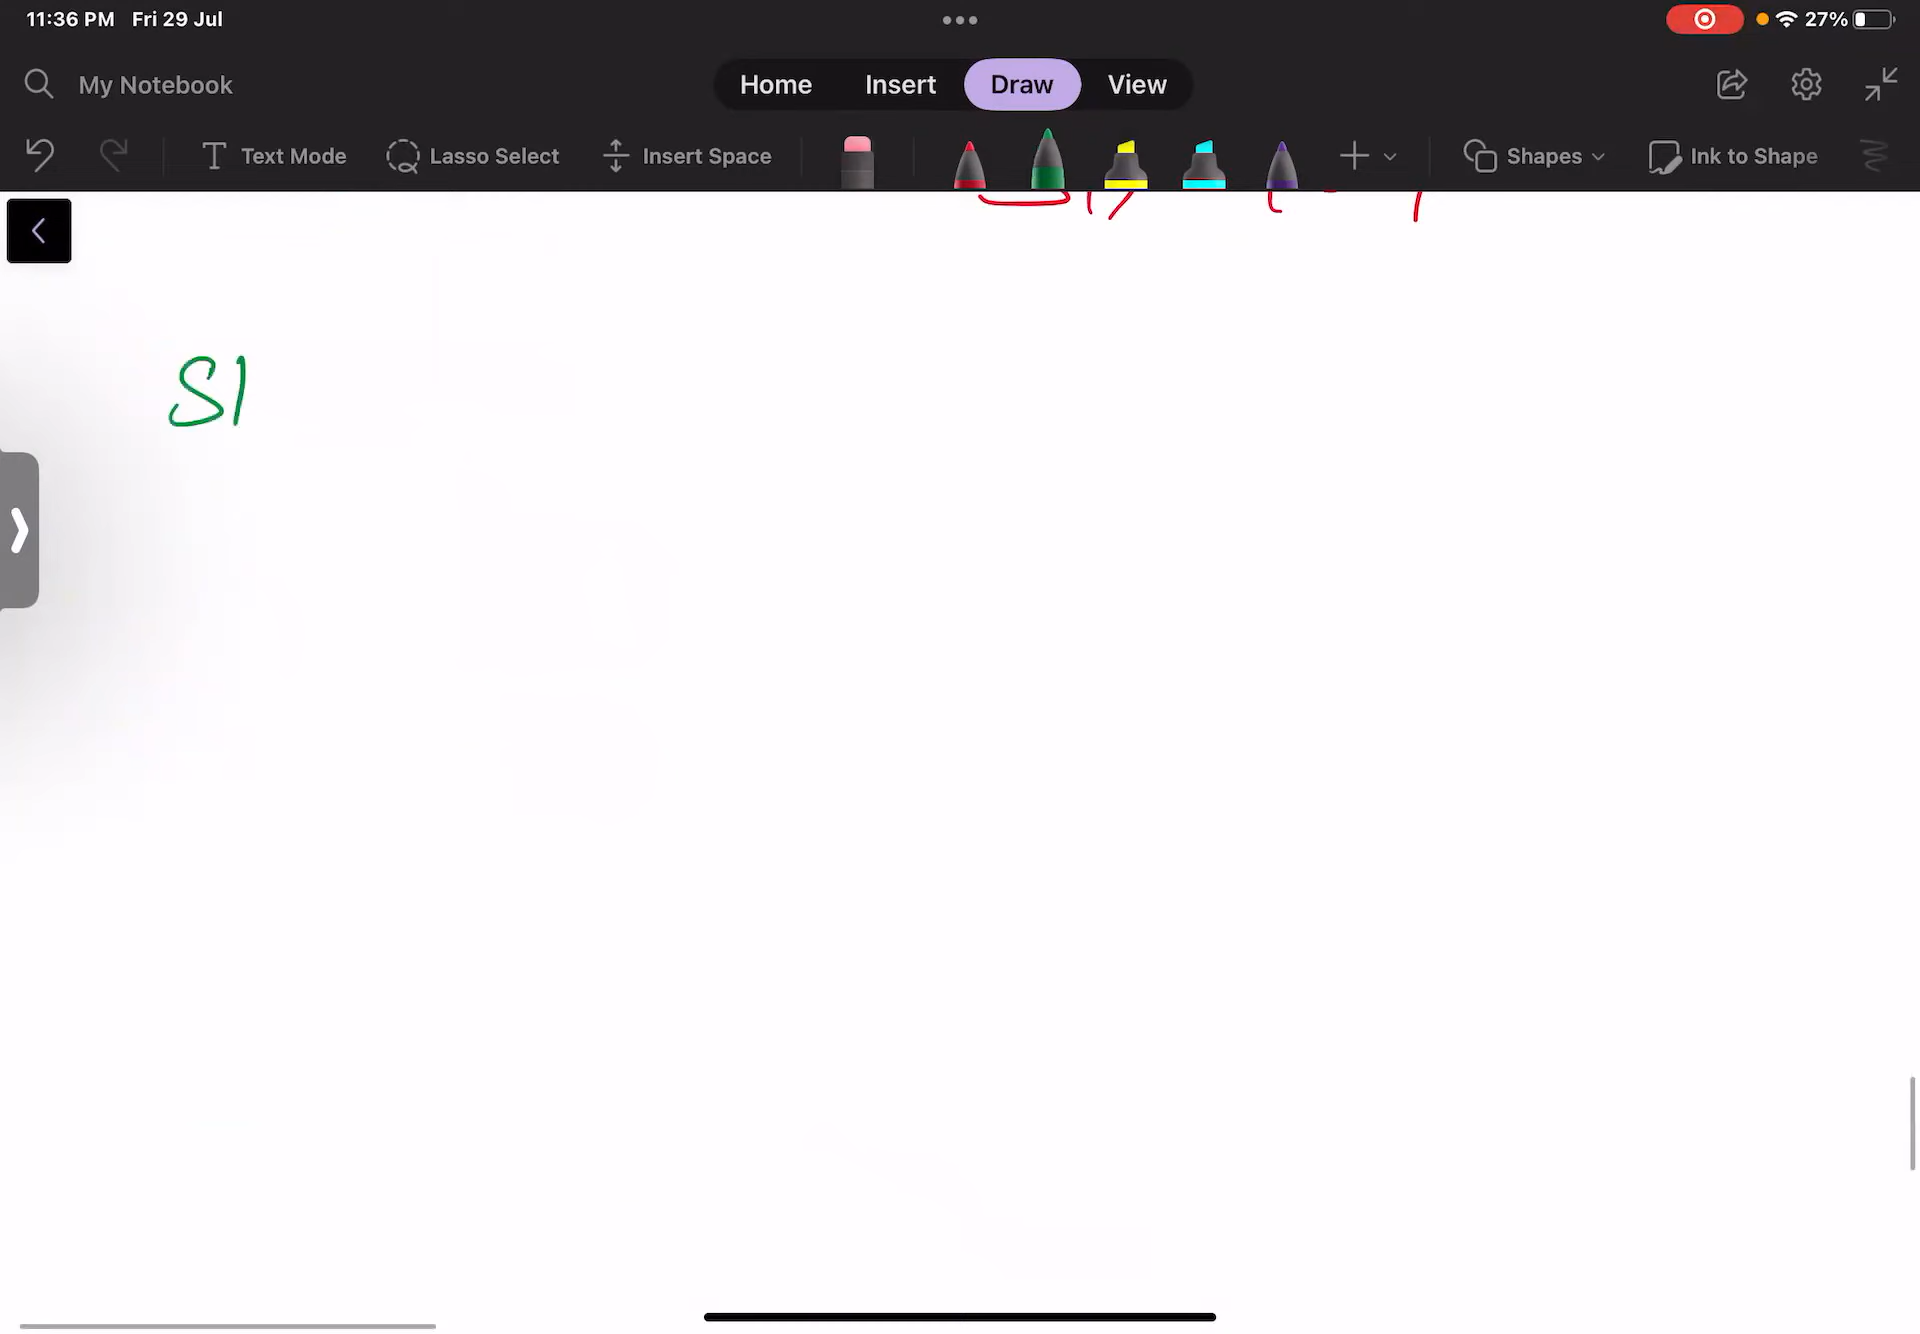 11:36 PM Fri 29 Jul
27%
My Notebook
Home Insert Draw View
Text Mode Lasso Select Insert Space Shapes Ink to Shape
S1